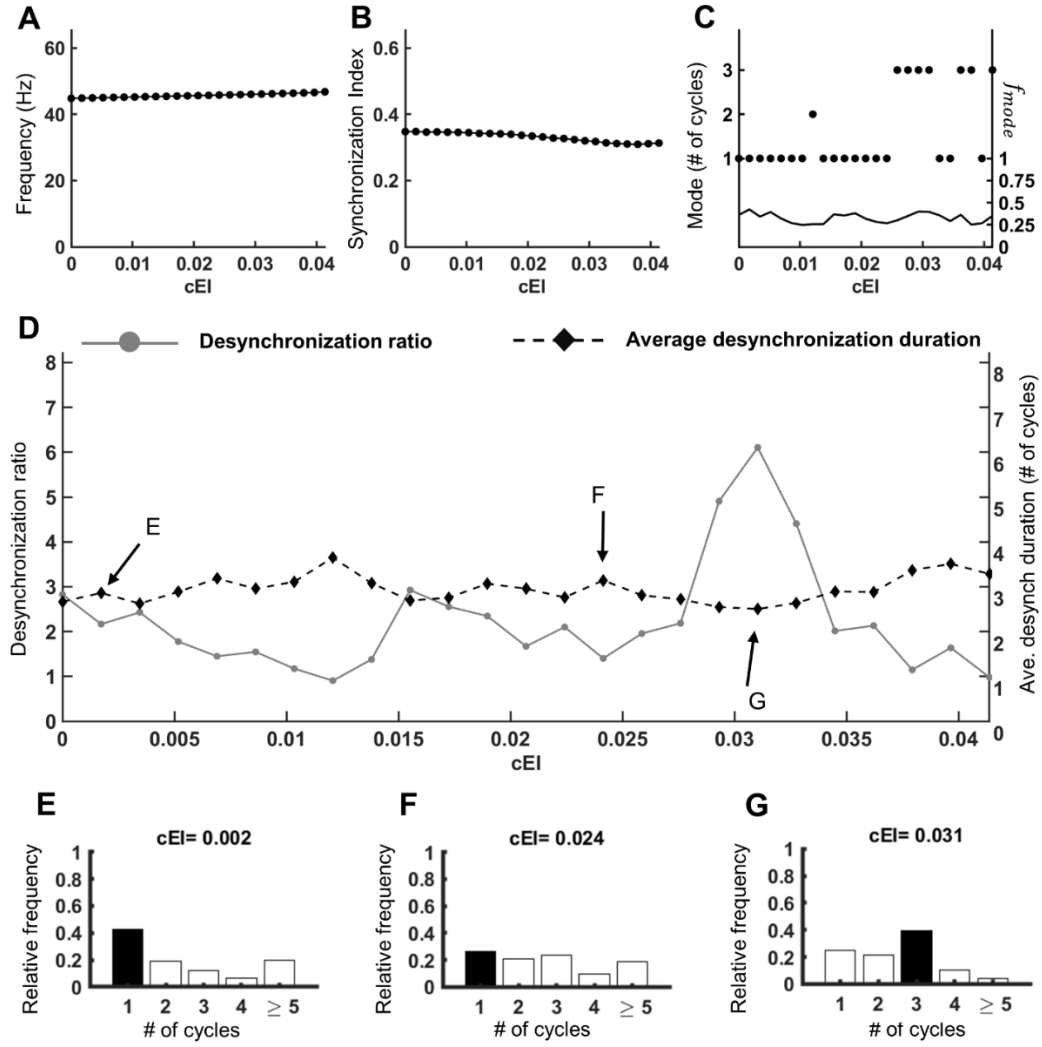 A
Frequency (Hz)
60
40
20
0
0 0.01 0.02 0.03 0.04
cEI
B
Synchronization Index
0.6
0.4
0.2
0
0 0.01 0.02 0.03 0.04
cEI
C
Mode (# of cycles)
3
2
1
f_mode
1
0.75
0.5
0.25
0
0 0.01 0.02 0.03 0.04
cEI
D
Desynchronization ratio
Average desynchronization duration
Desynchronization ratio
8
7
6
5
4
3
2
1
0
E
F
G
8
7
6
5
4
3
2
1
0
Ave. desynch duration (# of cycles)
0 0.005 0.01 0.015 0.02 0.025 0.03 0.035 0.04
cEI
E
cEI= 0.002
Relative frequency
1
0.8
0.6
0.4
0.2
0
1 2 3 4 ≥ 5
# of cycles
F
cEI= 0.024
Relative frequency
1
0.8
0.6
0.4
0.2
0
1 2 3 4 ≥ 5
# of cycles
G
cEI= 0.031
Relative frequency
1
0.8
0.6
0.4
0.2
0
1 2 3 4 ≥ 5
# of cycles